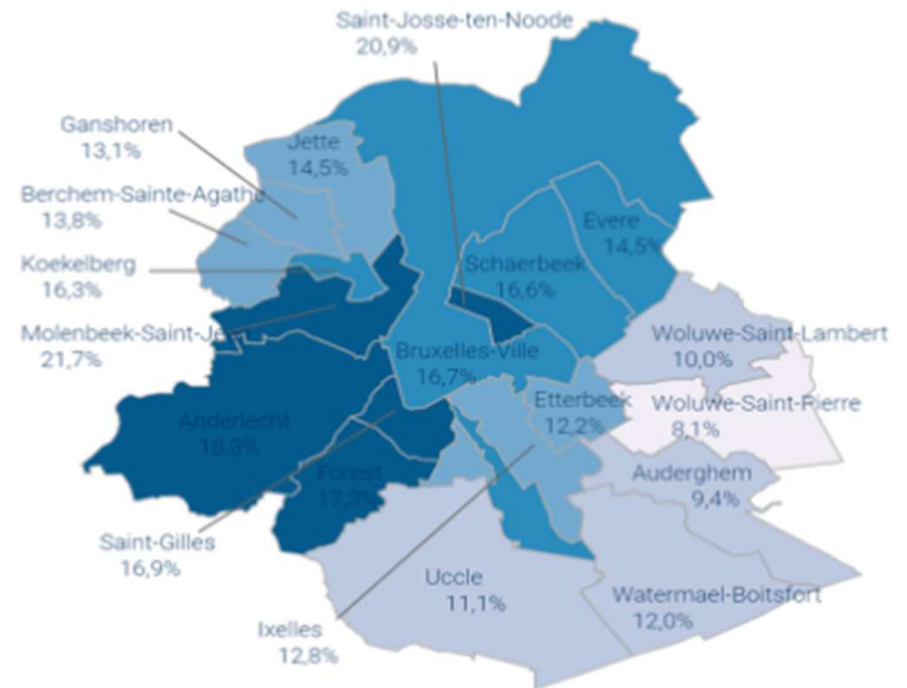 Saint-Josse-ten-Noode
20,9%
Ganshoren
13,1%
Jette
14,5%
Berchem-Sainte-Agathe
13,8%
Evere
14,5%
Koekelberg
16,3%
Schaerbeek
16,6%
Molenbeek-Saint-Jean
21,7%
Woluwe-Saint-Lambert
10,0%
Bruxelles-Ville
16,7%
Etterbeek
12,2%
Woluwe-Saint-Pierre
8,1%
Anderlecht
18,3%
Forest
17,3%
Auderghem
9,4%
Saint-Gilles
16,9%
Uccle
11,1%
Watermael-Boitsfort
12,0%
Ixelles
12,8%